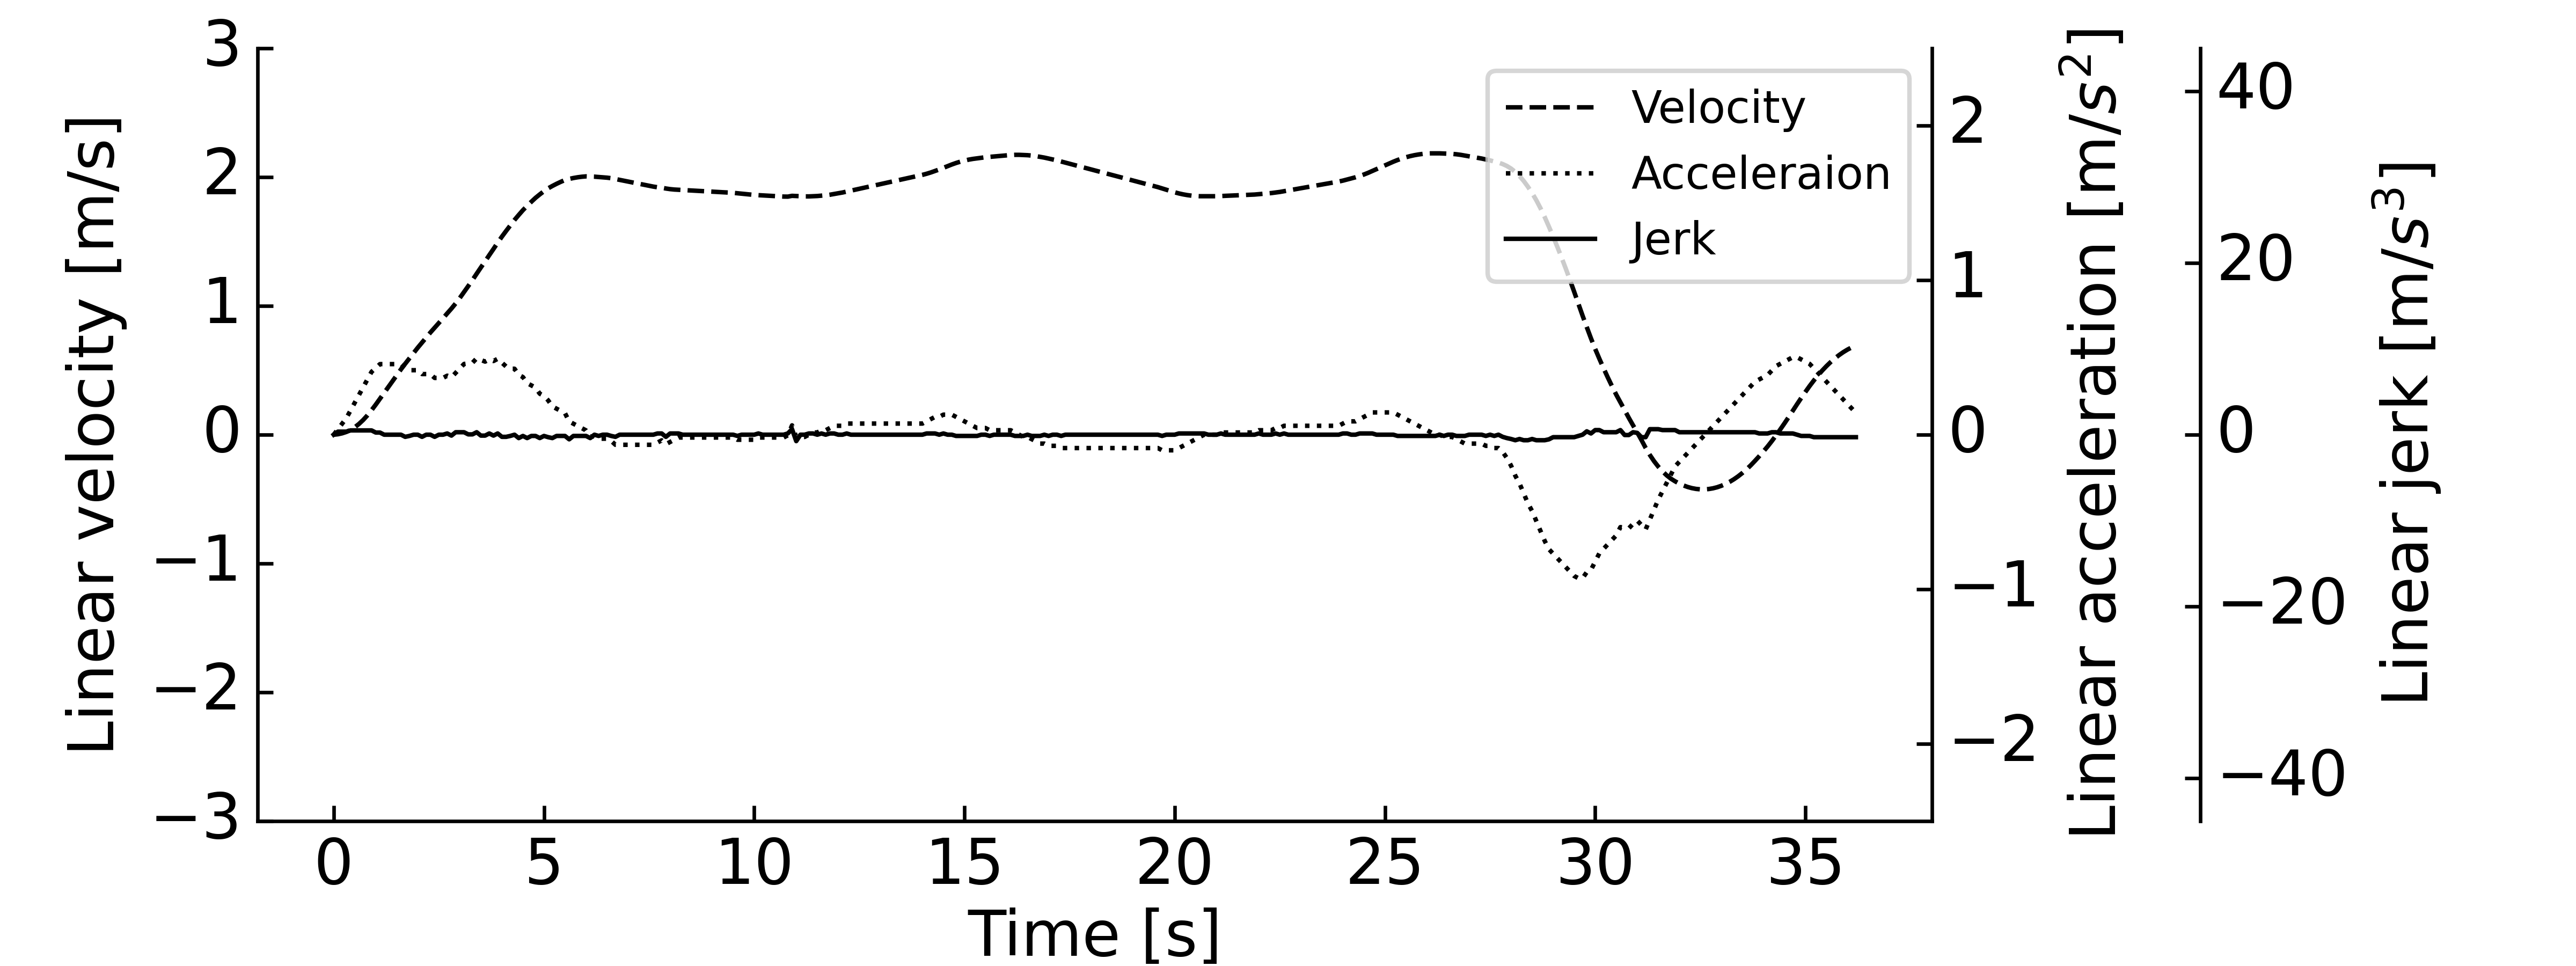 Linear velocity [m/s]
3
2
1
0
−1
−2
−3
0 5 10 15 20 25 30 35
Time [s]
Velocity
Acceleraion
Jerk
2
1
0
−1
−2
Linear acceleration [m/s²]
40
20
0
−20
−40
Linear jerk [m/s³]